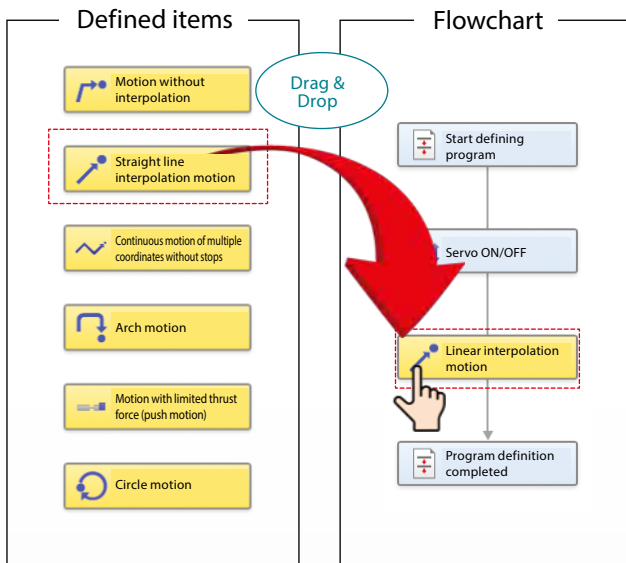 Defined items
Motion without
interpolation
Straight line
interpolation motion
Continuous motion of multiple
coordinates without stops
Arch motion
Motion with limited thrust
force (push motion)
Circle motion
Drag &
Drop
Flowchart
Start defining
program
Servo ON/OFF
Linear interpolation
motion
Program definition
completed